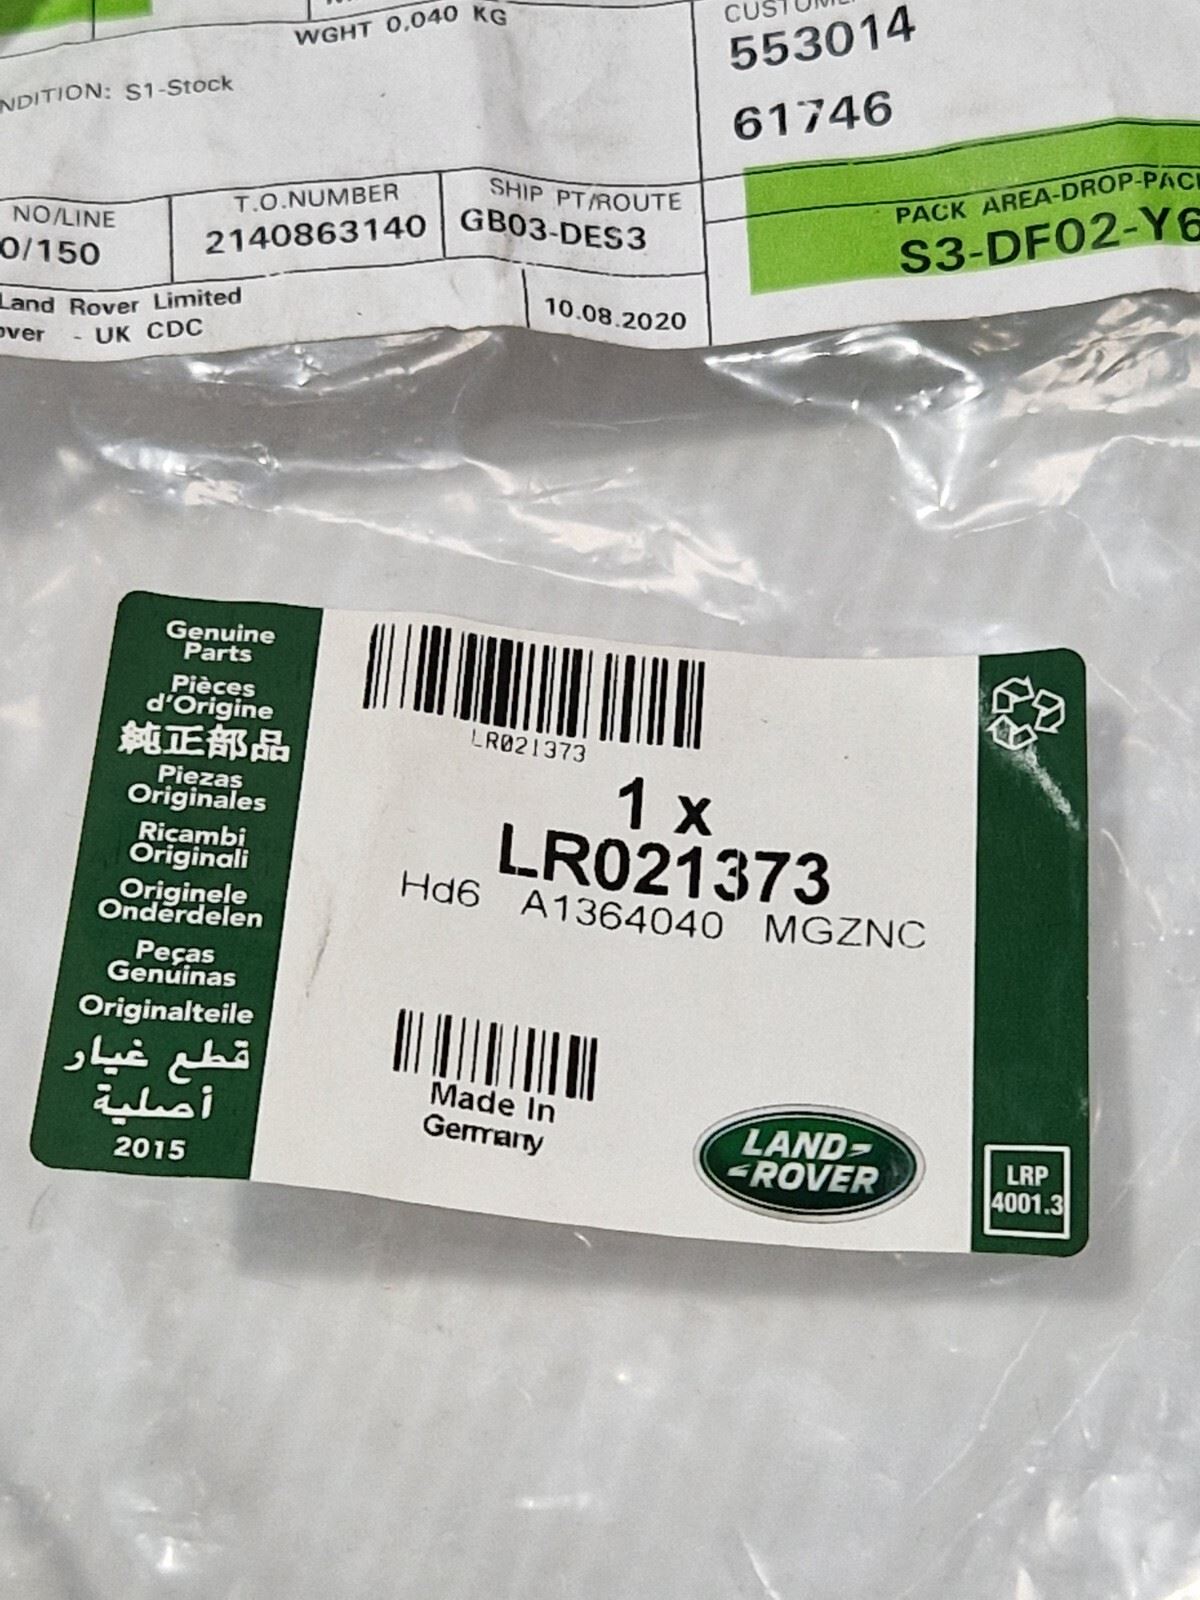 WGHT 0,040 KG
553014
61746
S1-Stock
NO/LINE
0/150
T.O.NUMBER
2140863140
SHIP PT/ROUTE
GB03-DES3
PACK AREA-DROP-PACK
S3-DF02-Y6
Land Rover Limited
- UK CDC
10.08.2020
Genuine
Parts
Pièces
d'Origine
純正部品
Piezas
Originales
Ricambi
Originali
Originele
Onderdelen
Peças
Genuínas
Originalteile
قطع غيار
أصلية
2015
LR021373
1 x
LR021373
Hd6 A1364040 MGZNC
Made In
Germany
LAND
ROVER
LRP
4001.3